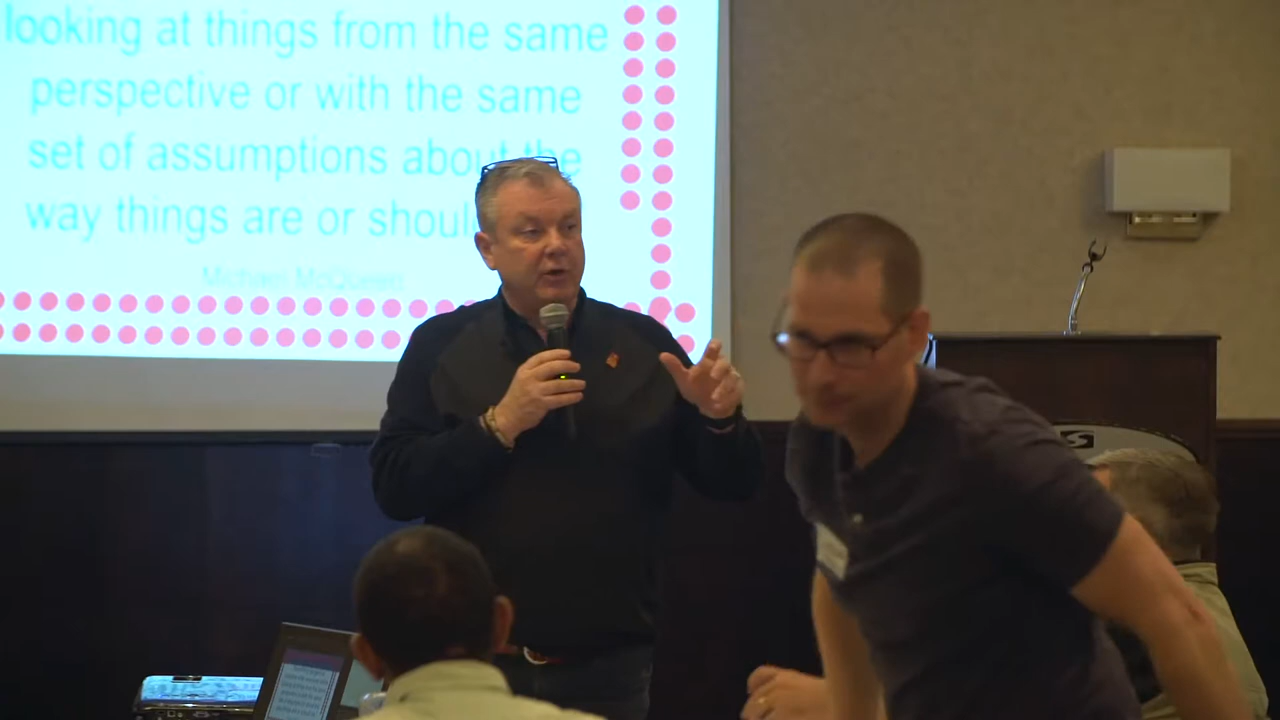 looking at things from the same
perspective or with the same
set of assumptions about the
way things are or shoul
Michael McQueen